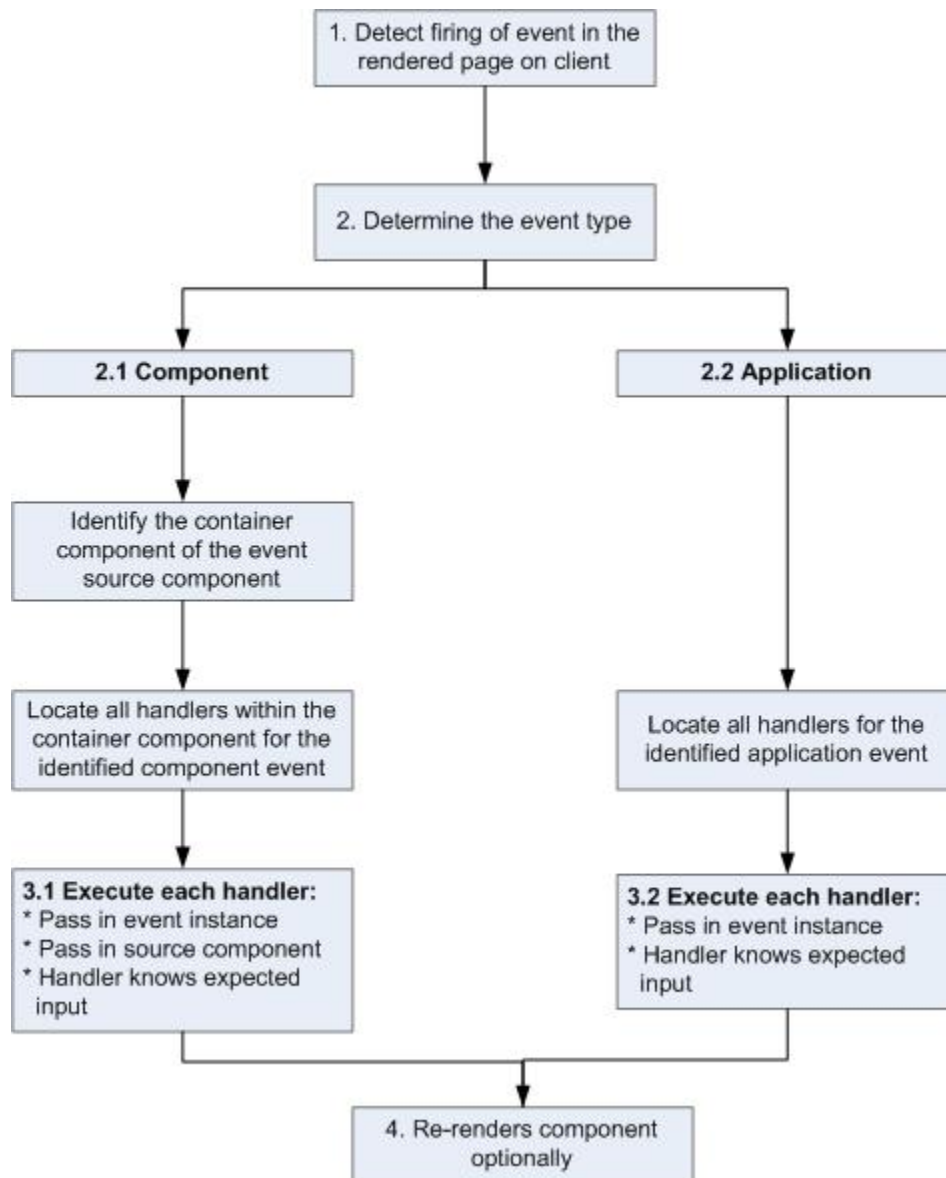 1. Detect firing of event in the
rendered page on client
2. Determine the event type
2.1 Component
2.2 Application
Identify the container
component of the event
source component
Locate all handlers within the
container component for the
identified component event
Locate all handlers for the
identified application event
3.1 Execute each handler:
* Pass in event instance
* Pass in source component
* Handler knows expected
input
3.2 Execute each handler:
* Pass in event instance
* Handler knows expected
input
4. Re-renders component
optionally